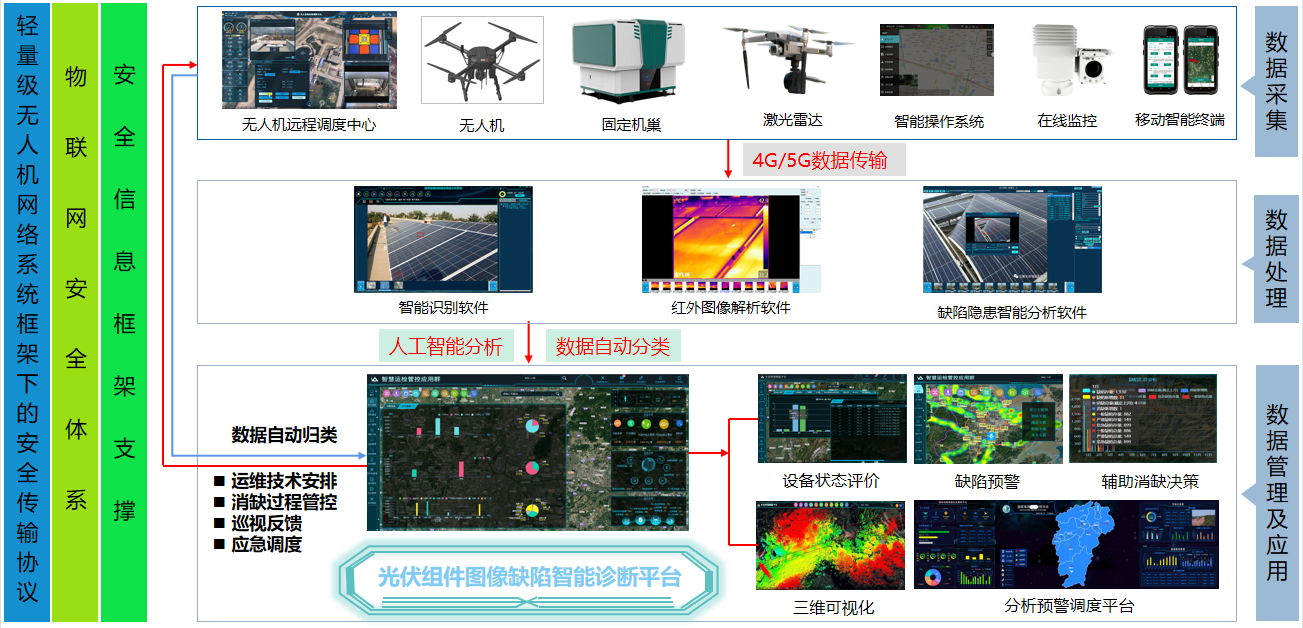 轻量级无人机网络系统框架下的安全传输协议
物联网安全体系
安全信息框架支撑
无人机远程调度中心
无人机
固定机巢
激光雷达
智能操作系统
在线监控
移动智能终端
数据采集
4G/5G数据传输
智能识别软件
红外图像解析软件
缺陷隐患智能分析软件
数据处理
人工智能分析
数据自动分类
数据自动归类
■ 运维技术安排
■ 消缺过程管控
■ 巡视反馈
■ 应急调度
智慧运检管控应用群
光伏组件图像缺陷智能诊断平台
设备状态评价
智慧运检管控应用群
缺陷预警
辅助消缺决策
三维可视化
分析预警调度平台
数据管理及应用